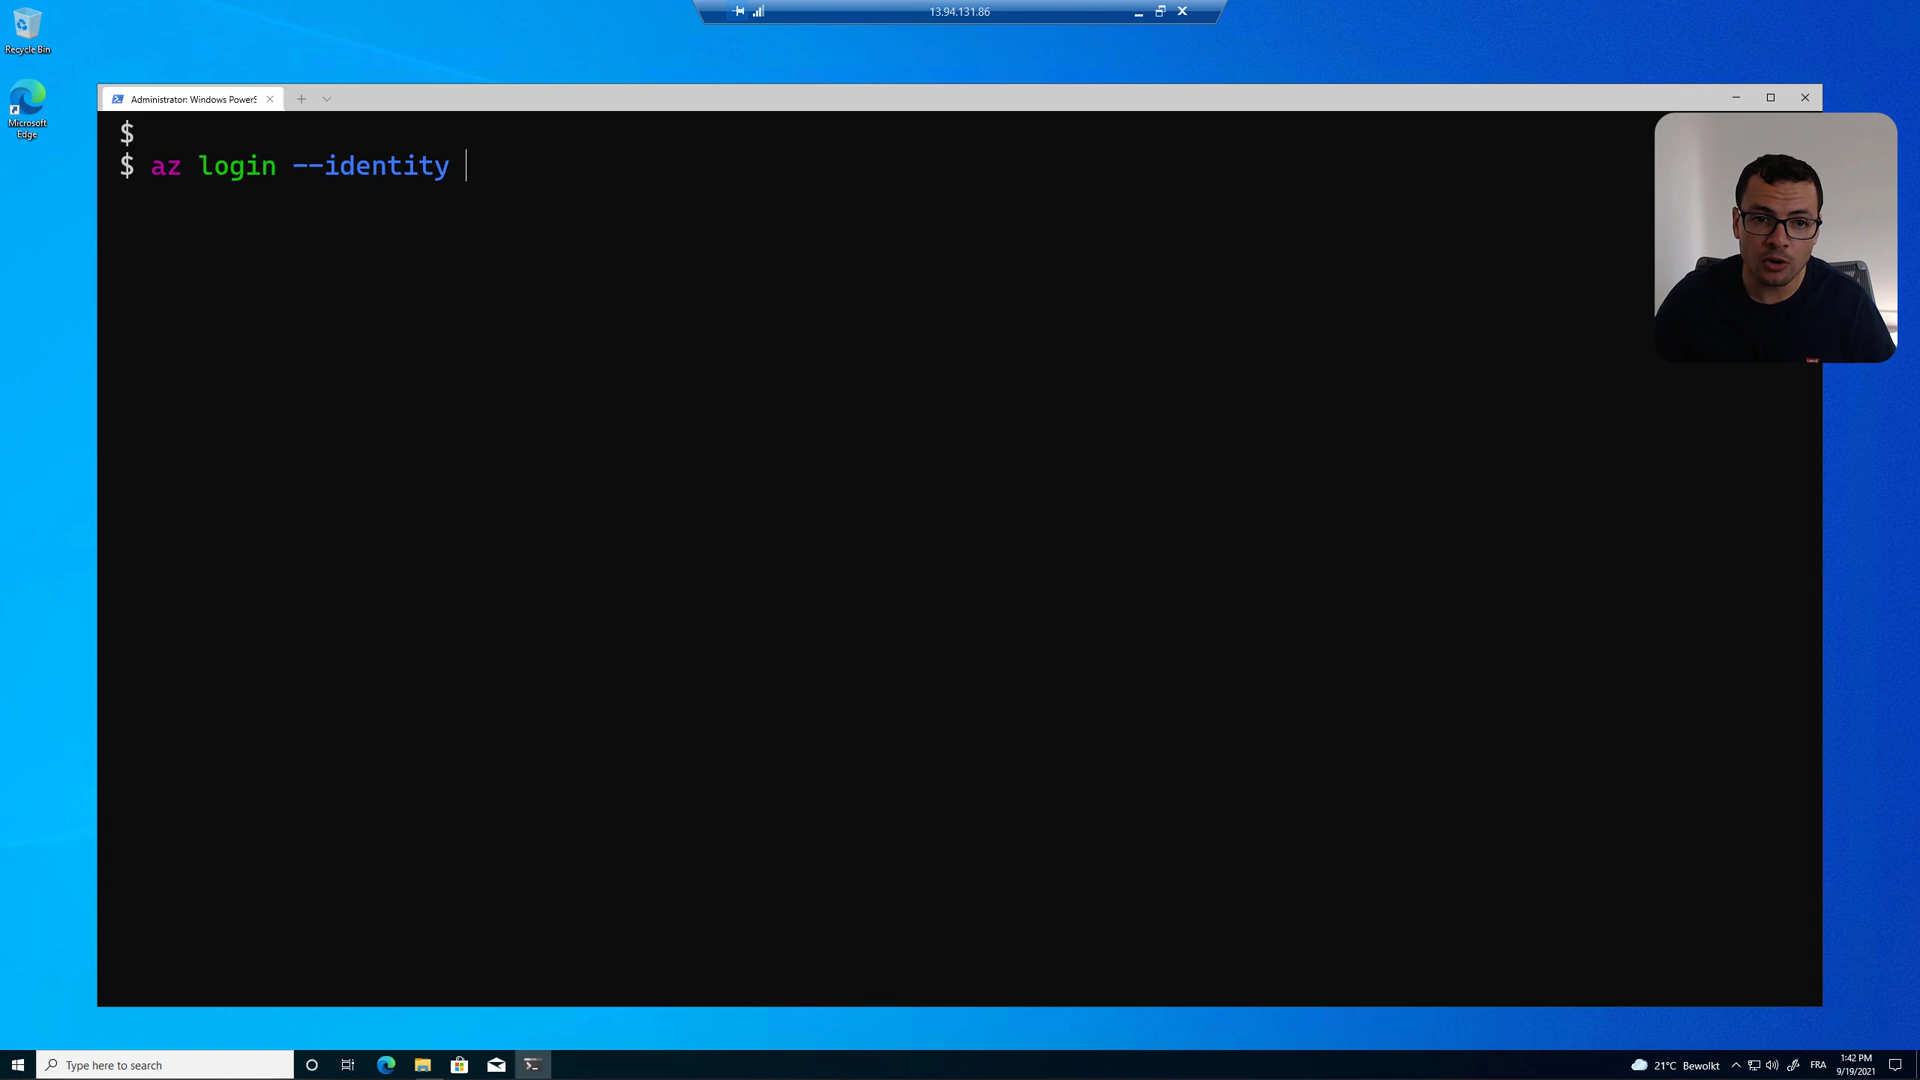 13.94.131.86
Recycle Bin
Microsoft
Edge
Administrator: Windows PowerS
$
$ az login --identity
Type here to search
21°C Bewolkt
FRA
1:42 PM
9/19/2021